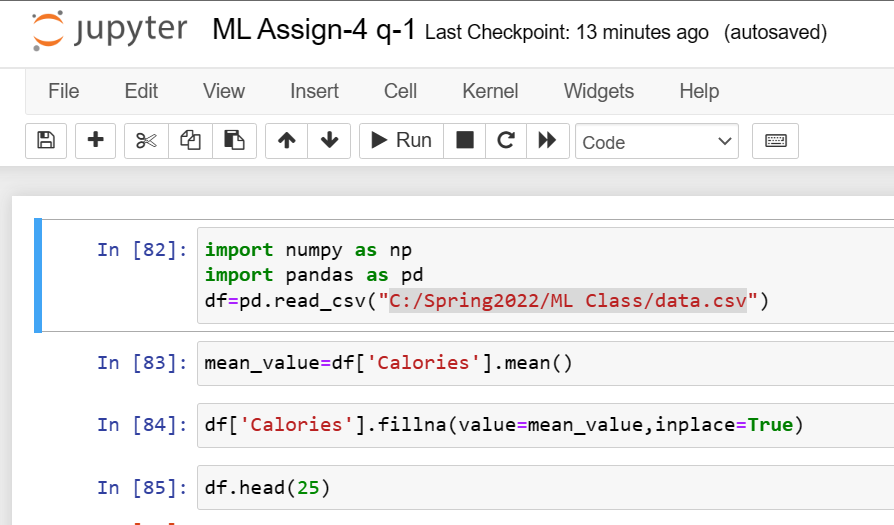 jupyter ML Assign-4 q-1 Last Checkpoint: 13 minutes ago (autosaved)
File Edit View Insert Cell Kernel Widgets Help
Run Code
In [82]: import numpy as np
import pandas as pd
df=pd.read_csv("C:/Spring2022/ML Class/data.csv")
In [83]: mean_value=df['Calories'].mean()
In [84]: df['Calories'].fillna(value=mean_value,inplace=True)
In [85]: df.head(25)